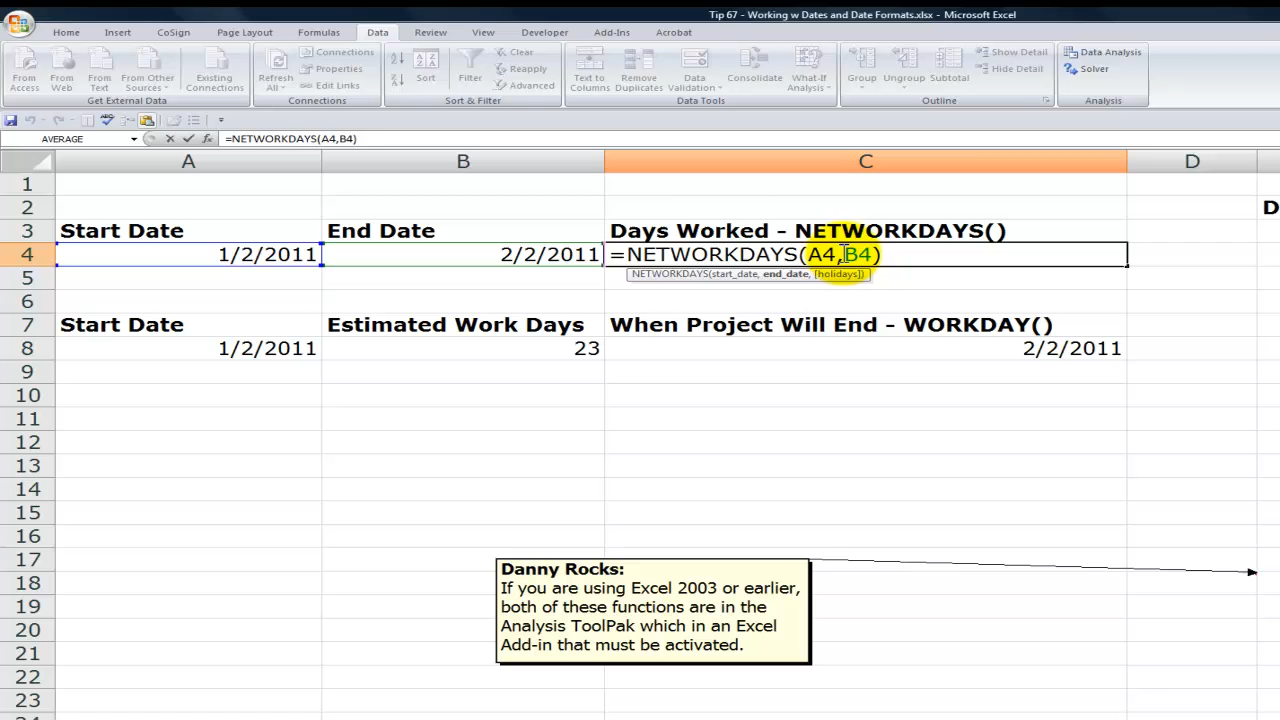 Tip 67 - Working w Dates and Date Formats.xlsx - Microsoft Excel
Home Insert CoSign Page Layout Formulas Data Review View Developer Add-Ins Acrobat
From Access From Web From Text From Other Sources Existing Connections
Get External Data
Refresh All Connections Properties Edit Links
Connections
Sort Filter Clear Reapply Advanced
Sort & Filter
Text to Columns Remove Duplicates Data Validation Consolidate What-If Analysis
Data Tools
Group Ungroup Subtotal Show Detail Hide Detail
Outline
Data Analysis Solver
Analysis
AVERAGE =NETWORKDAYS(A4,B4)
A B C D
1
2 D
3 Start Date End Date Days Worked - NETWORKDAYS()
4 1/2/2011 2/2/2011 =NETWORKDAYS(A4,B4)
5 NETWORKDAYS(start_date, end_date, [holidays])
6
7 Start Date Estimated Work Days When Project Will End - WORKDAY()
8 1/2/2011 23 2/2/2011
9
10
11
12
13
14
15
16
17
18
19
20
21
22
23
Danny Rocks:
If you are using Excel 2003 or earlier,
both of these functions are in the
Analysis ToolPak which in an Excel
Add-in that must be activated.